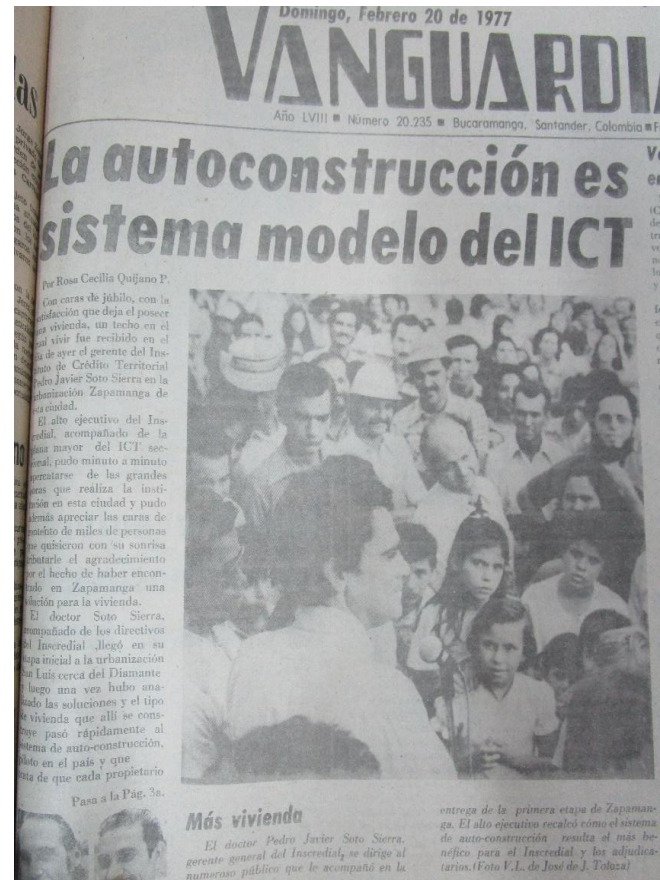 Domingo, Febrero 20 de 1977
VANGUARDI
Año LVIII ■ Número 20.235 ■ Bucaramanga, Santander, Colombia ■ F
La autoconstrucción es
sistema modelo del ICT
Por Rosa Cecilia Quijano P.
Con caras de júbilo, con la
satisfacción que deja el poseer
una vivienda, un techo en el
cual vivir fue recibido en el
día de ayer el gerente del Ins-
tituto de Crédito Territorial
Pedro Javier Soto Sierra en la
urbanización Zapamanga de
esta ciudad.
El alto ejecutivo del Ins-
credial, acompañado de la
plana mayor del ICT sec-
cional, pudo minuto a minuto
percatarse de las grandes
obras que realiza la insti-
tución en esta ciudad y pudo
además apreciar las caras de
de miles de personas
que quisieron con su sonrisa
tributarle el agradecimiento
por el hecho de haber encon-
trado en Zapamanga una
solución para la vivienda.
El doctor Soto Sierra,
acompañado de los directivos
del Inscredial ,llegó en su
etapa inicial a la urbanización
San Luis cerca del Diamante
y luego una vez hubo ana-
lizado las soluciones y el tipo
de vivienda que allí se cons-
truye pasó rápidamente al
sistema de auto-construcción,
piloto en el país y que
trata de que cada propietario
Pasa a la Pág. 3a.
Más vivienda
El doctor Pedro Javier Soto Sierra,
gerente general del Inscredial, se dirige al
numeroso público que le acompañó en la
entrega de la primera etapa de Zapaman-
ga. El alto ejecutivo recalcó cómo el sistema
de auto-construcción resulta el más be-
néfico para el Inscredial y los adjudica-
tarios.(Foto V.L. de José de J. Toloza)